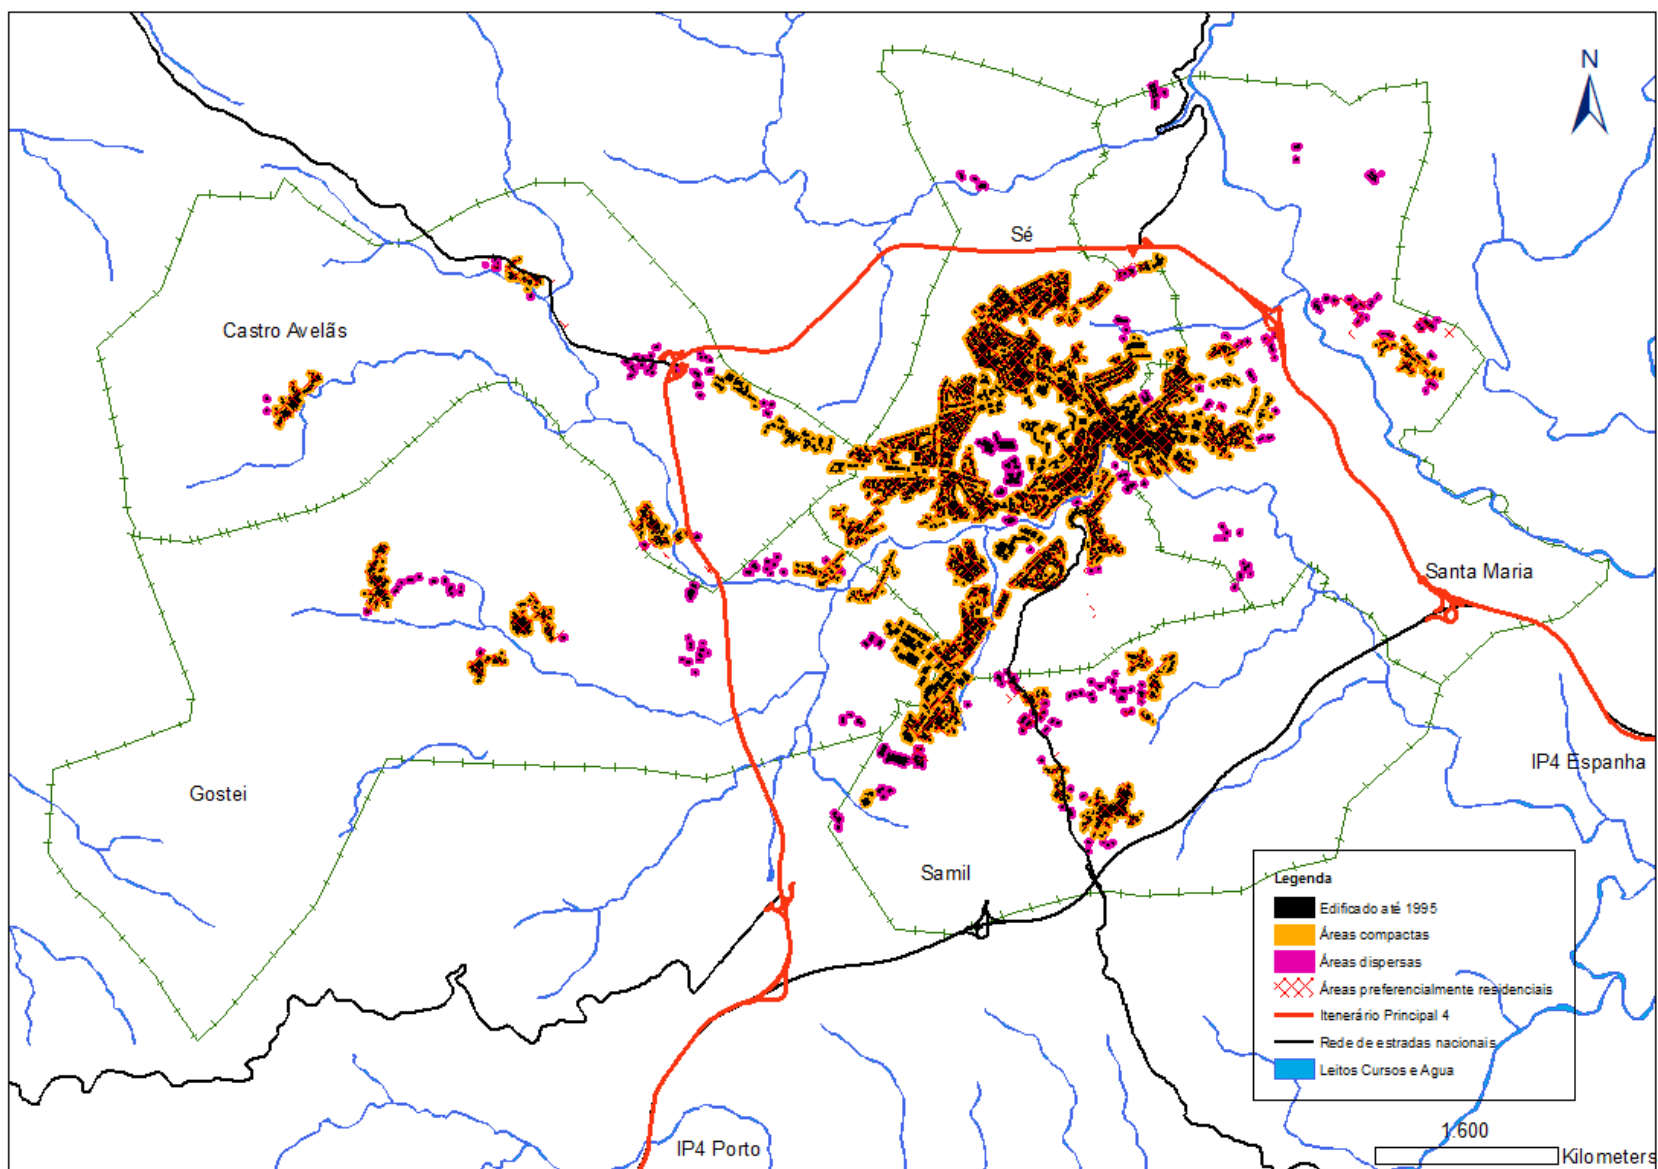 N
Sé
Castro Avelãs
Santa Maria
IP4 Espanha
Gostei
Samil
Legenda
Edificado até 1995
Áreas compactas
Áreas dispersas
Áreas preferencialmente residenciais
Itenerário Principal 4
Rede de estradas nacionais
Leitos Cursos e Agua
IP4 Porto
1:600
Kilometers